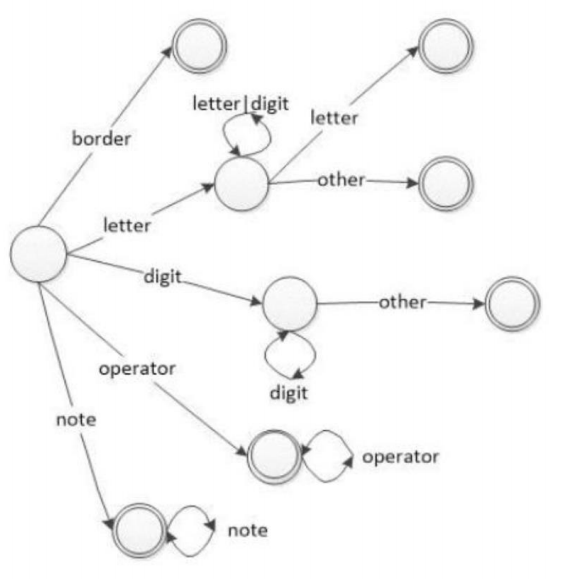 letter|digit
letter
border
other
letter
digit
other
operator
digit
note
operator
note